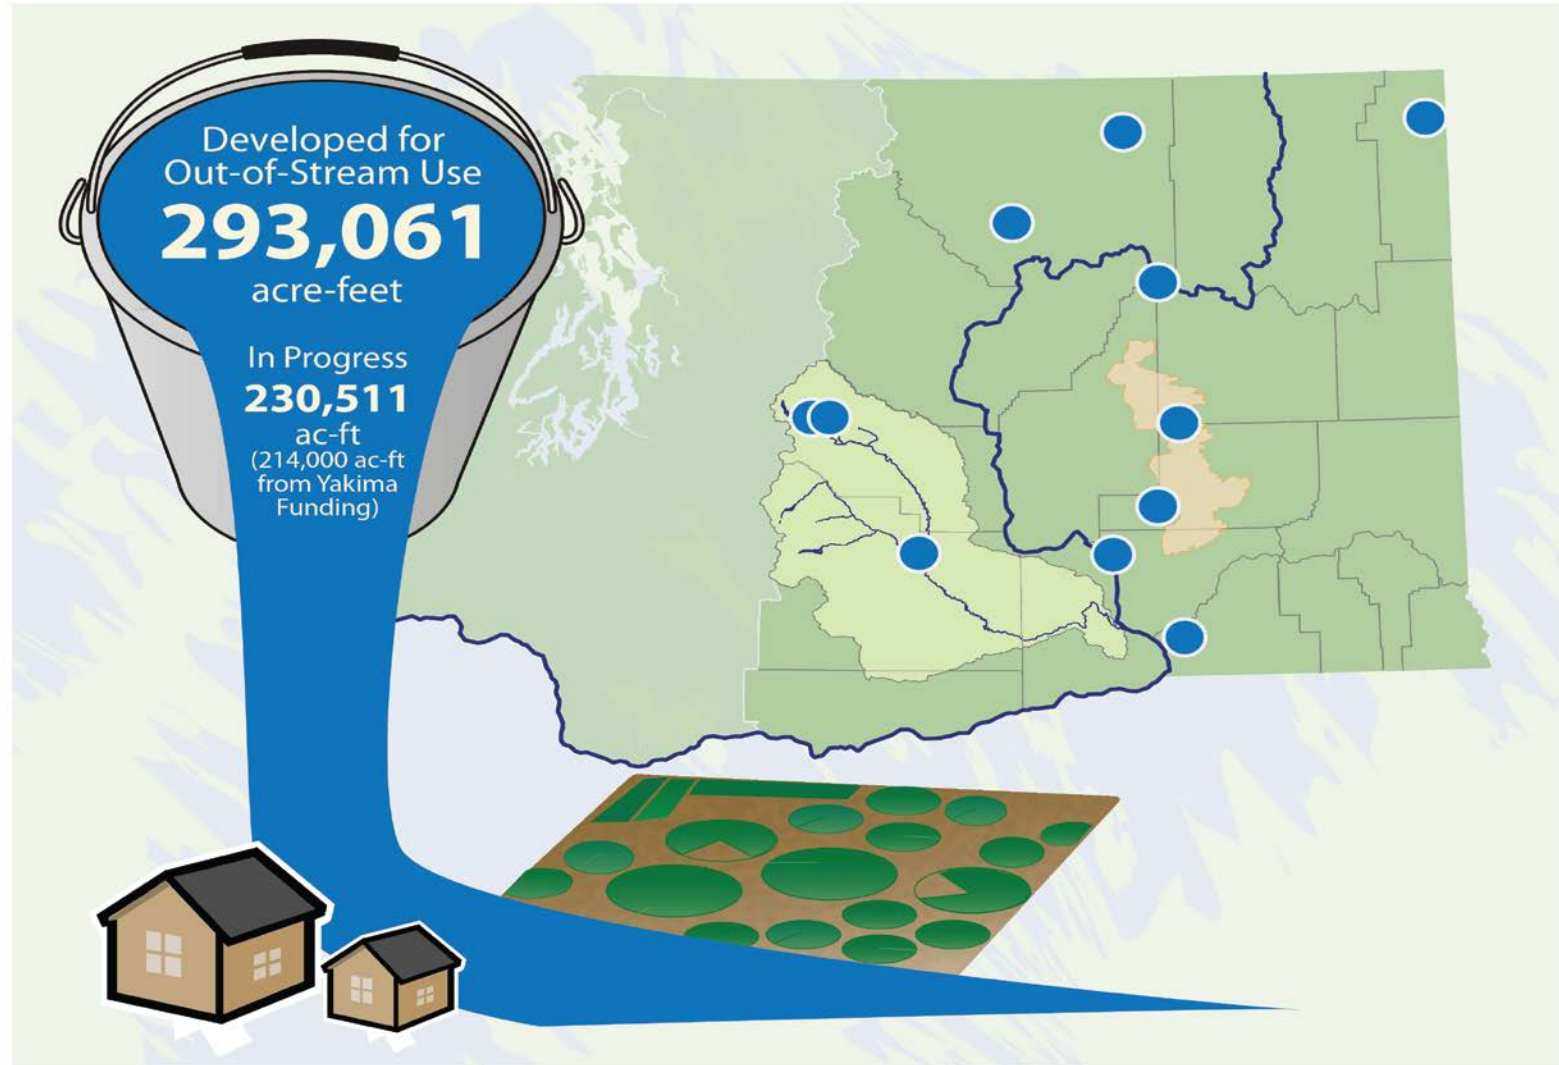 Developed for
Out-of-Stream Use
293,061
acre-feet
In Progress
230,511
ac-ft
(214,000 ac-ft
from Yakima
Funding)